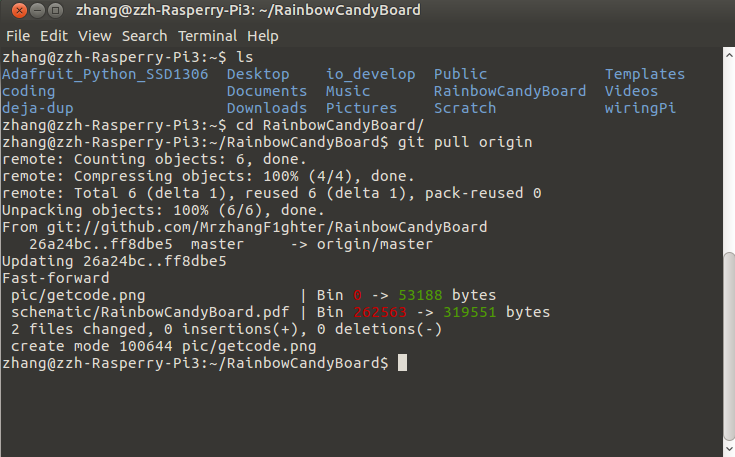 zhang@zzh-Rasperry-Pi3: ~/RainbowCandyBoard
File Edit View Search Terminal Help
zhang@zzh-Rasperry-Pi3:~$ ls
Adafruit_Python_SSD1306  Desktop    io_develop  Public              Templates
coding                   Documents  Music       RainbowCandyBoard  Videos
deja-dup                 Downloads  Pictures    Scratch             wiringPi
zhang@zzh-Rasperry-Pi3:~$ cd RainbowCandyBoard/
zhang@zzh-Rasperry-Pi3:~/RainbowCandyBoard$ git pull origin
remote: Counting objects: 6, done.
remote: Compressing objects: 100% (4/4), done.
remote: Total 6 (delta 1), reused 6 (delta 1), pack-reused 0
Unpacking objects: 100% (6/6), done.
From git://github.com/MrzhangF1ghter/RainbowCandyBoard
   26a24bc..ff8dbe5  master     -> origin/master
Updating 26a24bc..ff8dbe5
Fast-forward
 pic/getcode.png                 | Bin 0 -> 53188 bytes
 schematic/RainbowCandyBoard.pdf | Bin 262563 -> 319551 bytes
 2 files changed, 0 insertions(+), 0 deletions(-)
 create mode 100644 pic/getcode.png
zhang@zzh-Rasperry-Pi3:~/RainbowCandyBoard$